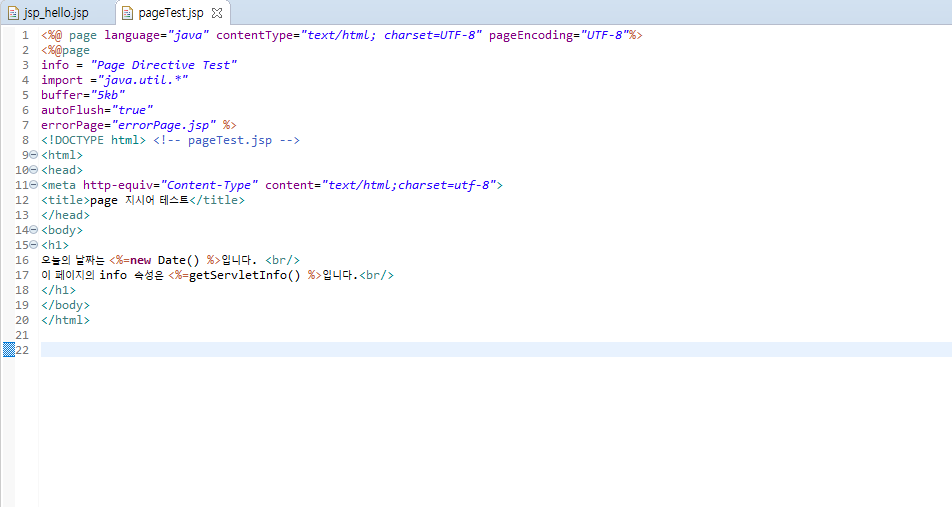 jsp_hello.jsp pageTest.jsp
1 <%@ page language="java" contentType="text/html; charset=UTF-8" pageEncoding="UTF-8"%>
2 <%@page
3 info = "Page Directive Test"
4 import ="java.util.*"
5 buffer="5kb"
6 autoFlush="true"
7 errorPage="errorPage.jsp" %>
8 <!DOCTYPE html> <!-- pageTest.jsp -->
9 <html>
10 <head>
11 <meta http-equiv="Content-Type" content="text/html;charset=utf-8">
12 <title>page 지시어 테스트</title>
13 </head>
14 <body>
15 <h1>
16 오늘의 날짜는 <%=new Date() %>입니다. <br/>
17 이 페이지의 info 속성은 <%=getServletInfo() %>입니다.<br/>
18 </h1>
19 </body>
20 </html>
21
22